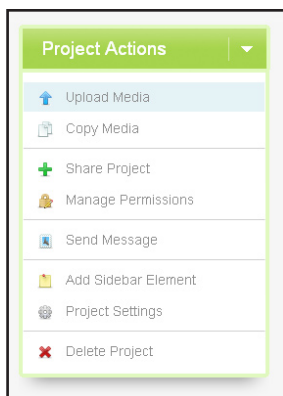 Project Actions
Upload Media
Copy Media
Share Project
Manage Permissions
Send Message
Add Sidebar Element
Project Settings
Delete Project